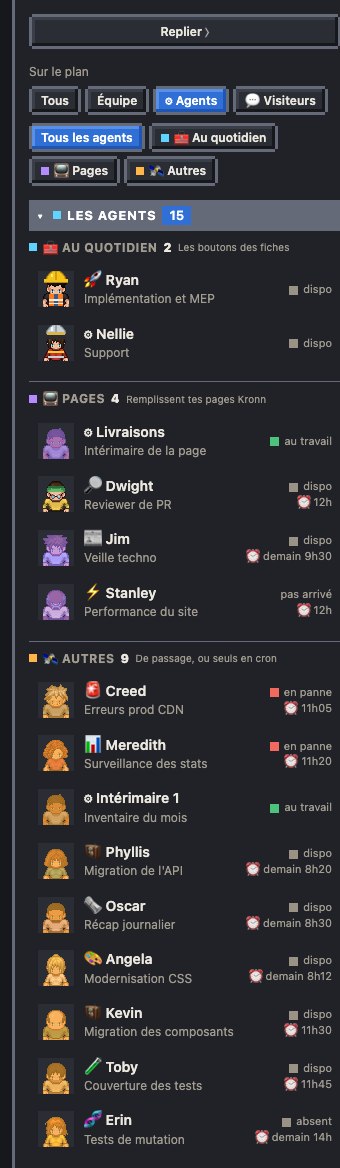 Replier ›
Sur le plan
Tous
Équipe
⚙ Agents
💬 Visiteurs
Tous les agents
🧰 Au quotidien
📺 Pages
🛰 Autres
▾ LES AGENTS 15
🧰 AU QUOTIDIEN 2 Les boutons des fiches
🚀 Ryan
dispo
Implémentation et MEP
⚙ Nellie
dispo
Support
📺 PAGES 4 Remplissent tes pages Kronn
⚙ Livraisons
au travail
Intérimaire de la page
🔎 Dwight
dispo
Reviewer de PR
⏰ 12h
📰 Jim
dispo
Veille techno
⏰ demain 9h30
⚡ Stanley
pas arrivé
Performance du site
⏰ 12h
🛰 AUTRES 9 De passage, ou seuls en cron
🚨 Creed
en panne
Erreurs prod CDN
⏰ 11h05
📊 Meredith
en panne
Surveillance des stats
⏰ 11h20
⚙ Intérimaire 1
au travail
Inventaire du mois
Phyllis
dispo
Migration de l'API
⏰ demain 8h20
🗞 Oscar
dispo
Récap journalier
⏰ demain 8h30
🎨 Angela
dispo
Modernisation CSS
⏰ demain 8h12
Kevin
dispo
Migration des composants
⏰ 11h30
🧪 Toby
dispo
Couverture des tests
⏰ 11h45
🧬 Erin
absent
Tests de mutation
⏰ demain 14h